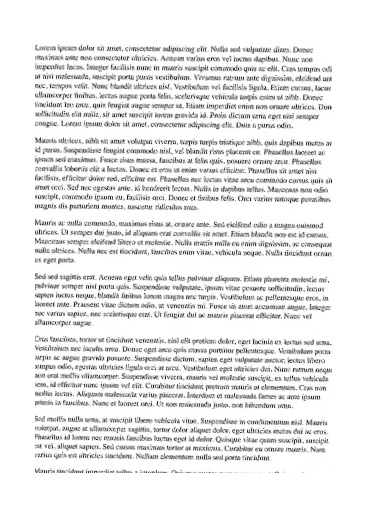 Lorem ipsum dolor sit amet, consectetur adipiscing elit. Nulla sed vulputate diam. Donec
maximus ante non consectetur ultricies. Aenean varius eros vel luctus dapibus. Nunc non
imperdiet lacus. Integer facilisis nunc in mauris suscipit commodo quis ac elit. Cras tempus odi
ut nisi malesuada, suscipit porta purus vestibulum. Vivamus rutrum ante dignissim, eleifend
nec, tempus velit. Nunc blandit ultrices nisl. Vestibulum vel facilisis ligula. Etiam cursus, lacus
ullamcorper finibus, augue lectus porta felis, scelerisque vehicula turpis enim ut nibh. Donec
tincidunt leo arcu, quis feugiat augue semper ut. Etiam imperdiet enim non ornare ultrices. Don
sollicitudin elit nulla, sit amet suscipit lorem gravida id. Proin dictum urna eget nisi semper
congue. Lorem ipsum dolor sit amet, consectetur adipiscing elit. Duis a purus odio.
Mauris ultrices, nibh sit amet volutpat viverra, turpis turpis tristique nibh, quis dapibus metus
id purus. Suspendisse feugiat commodo nisl, vel blandit risus placerat eu. Phasellus laoreet ac
ipsum sed maximus. Fusce risus massa, faucibus at felis quis, posuere ornare arcu. Phasellus
convallis lobortis elit a luctus. Donec et eros ut enim varius efficitur. Phasellus sit amet nisi
facilisis, efficitur dolor sed, efficitur est. Phasellus nec lectus vitae urna commodo cursus quis sit
amet orci. Sed nec egestas ante, id hendrerit lectus. Nulla in dapibus tellus. Maecenas non odio
suscipit, commodo ipsum eu, facilisis orci. Donec et finibus felis. Orci varius natoque penatibus
magnis dis parturient montes, nascetur ridiculus mus.
Mauris ac nulla commodo, maximus risus at, ornare ante. Sed eleifend odio a magna euismod
ultrices. Ut semper dui justo, id aliquam erat convallis sit amet. Etiam blandit non est id cursus.
Maecenas semper eleifend libero et molestie. Nulla mattis nulla eu enim dignissim, ac consequat
nulla ultrices. Nulla nec est tincidunt, faucibus enim vitae, vehicula neque. Nulla tincidunt ornare
ex eget porta.
Sed sed sagittis erat. Aenean eget velit quis tellus pulvinar aliquam. Etiam pharetra molestie mi,
pulvinar semper nisl porta quis. Suspendisse vulputate, ipsum vitae posuere sollicitudin, lectus
sapien luctus neque, blandit finibus lorem magna nec turpis. Vestibulum ac pellentesque eros, in
laoreet ante. Praesent vitae dictum odio, ut venenatis mi. Fusce sit amet accumsan augue. Integer
nec varius sapien, nec scelerisque erat. Ut feugiat dui ac mauris placerat efficitur. Nunc vel
ullamcorper augue.
Cras faucibus, tortor ut tincidunt venenatis, nisl elit pretium dolor, eget lacinia ex lectus sed urna.
Vestibulum nec iaculis arcu. Donec eget arcu quis massa porttitor pellentesque. Vestibulum porta
turpis ac augue gravida posuere. Suspendisse dictum, sapien eget vulputate auctor, lectus libero
tempus odio, egestas ultricies ligula orci at arcu. Vestibulum eget ultricies dui. Nunc rutrum neque
non erat mollis ullamcorper. Suspendisse viverra, mauris vel molestie suscipit, ex tellus vehicula
sem, id efficitur nunc ipsum vel elit. Curabitur tincidunt pretium mauris at elementum. Cras non
mollis lectus. Aliquam malesuada varius placerat. Interdum et malesuada fames ac ante ipsum
primis in faucibus. Nunc et laoreet orci. Ut non malesuada justo, non bibendum urna.
Sed mollis nulla urna, at suscipit libero vehicula vitae. Suspendisse in condimentum nisl. Mauris
volutpat, augue at ullamcorper sagittis, tortor dolor aliquet dolor, eget ultricies metus dui ac eros.
Phasellus id lorem nec mauris faucibus luctus eget id dolor. Quisque vitae quam suscipit, suscipit
est vel, aliquet sapien. Sed cursus maximus tortor at maximus. Curabitur eu ornare mauris. Nam
varius quis est ultricies tincidunt. Nullam elementum nulla sed porta tincidunt.
Mauris tincidunt imperdiet tellus a